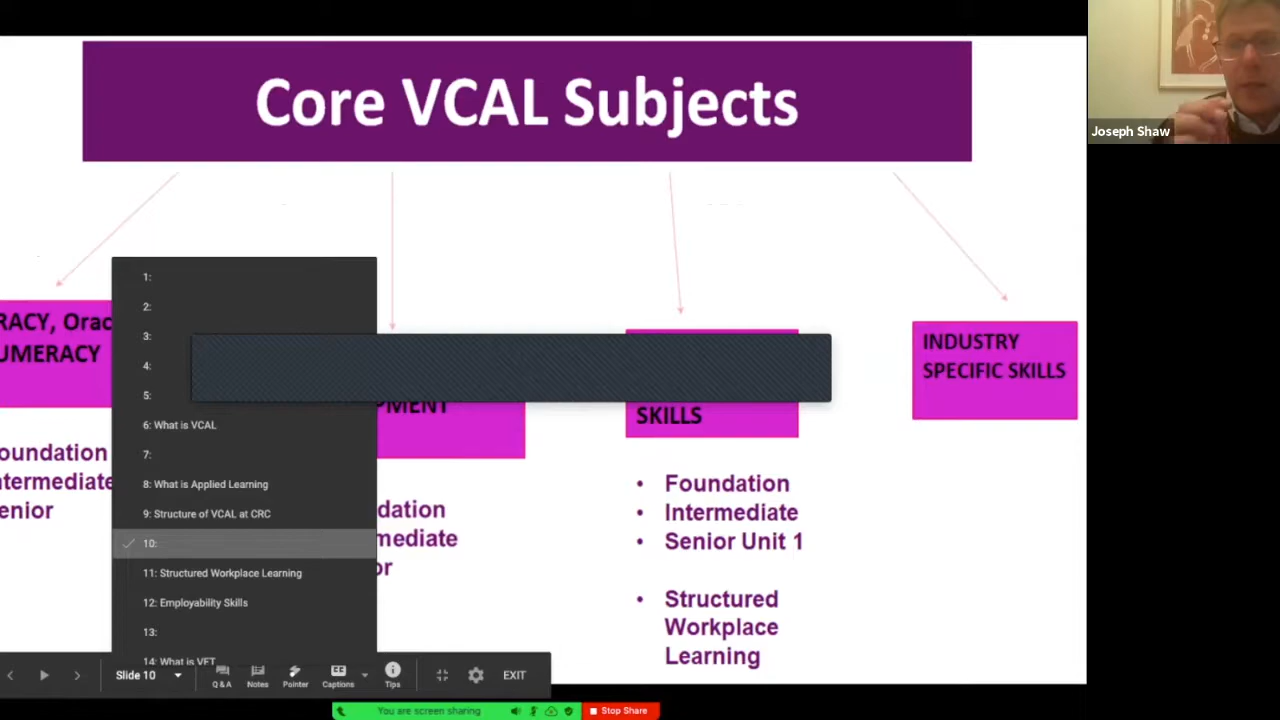 Core VCAL Subjects
Joseph Shaw
RACY, Orac
UMERACY
oundation
ntermediate
enior
1:
2:
3:
4:
5:
6: What is VCAL
7:
8: What is Applied Learning
9: Structure of VCAL at CRC
10:
11: Structured Workplace Learning
12: Employability Skills
13:
14: What is VET
PMENT
dation
mediate
or
SKILLS
• Foundation
• Intermediate
• Senior Unit 1
• Structured
Workplace
Learning
INDUSTRY
SPECIFIC SKILLS
Slide 10
Q & A
Notes
Pointer
Captions
Tips
EXIT
You are screen sharing
Stop Share